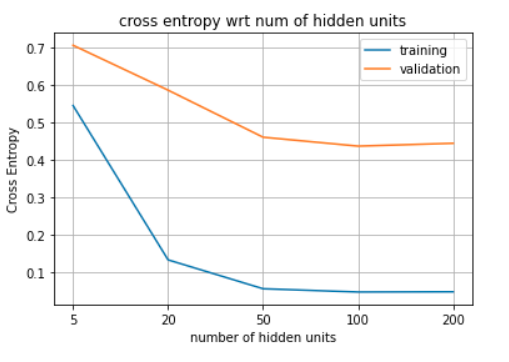 cross entropy wrt num of hidden units
training
validation
Cross Entropy
0.7
0.6
0.5
0.4
0.3
0.2
0.1
5 20 50 100 200
number of hidden units